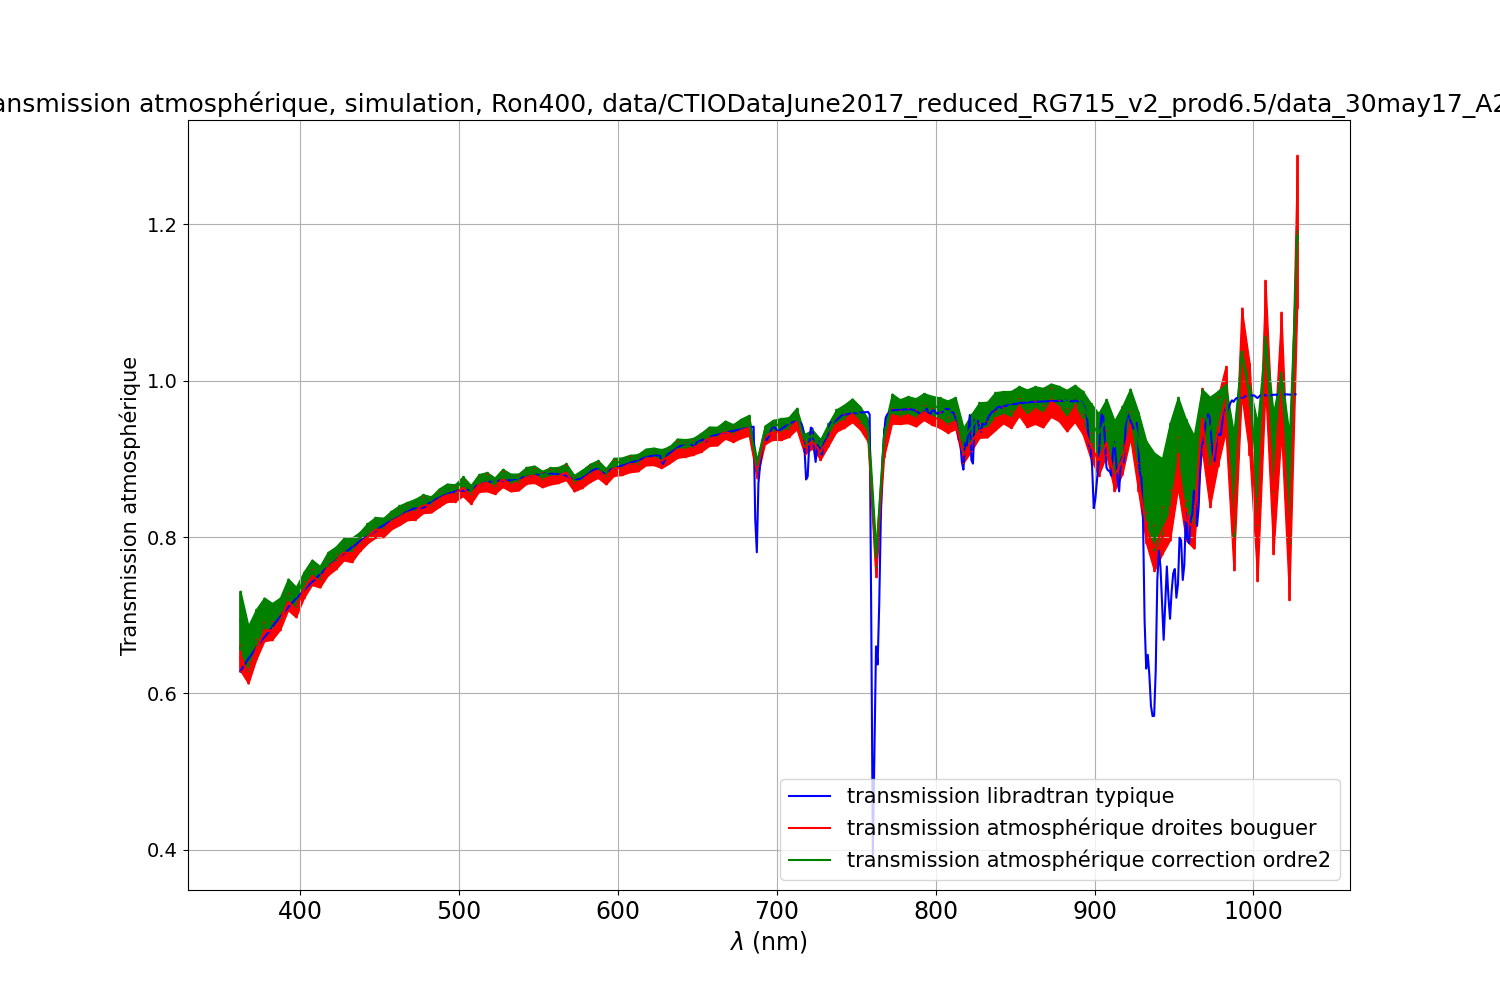 ansmission atmosphérique, simulation, Ron400, data/CTIODataJune2017_reduced_RG715_v2_prod6.5/data_30may17_A2
Transmission atmosphérique
1.2
1.0
0.8
0.6
0.4
transmission libradtran typique
transmission atmosphérique droites bouguer
transmission atmosphérique correction ordre2
400 500 600 700 800 900 1000
λ (nm)